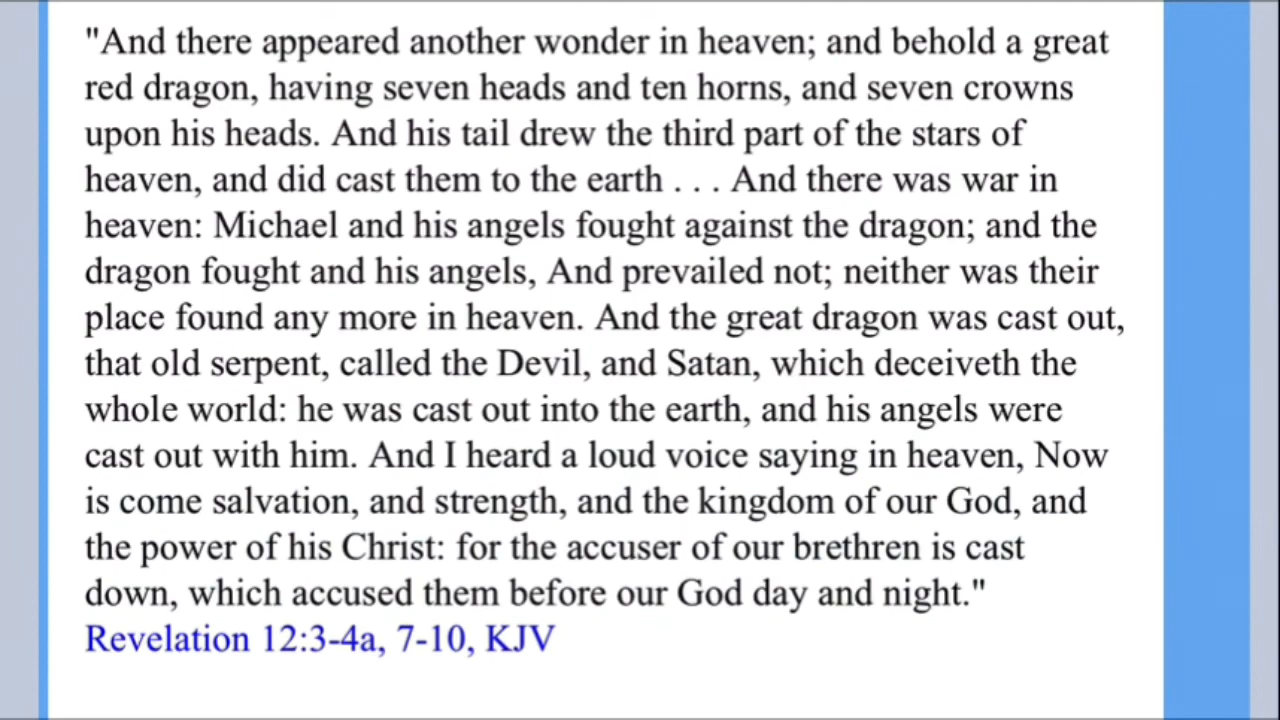 "And there appeared another wonder in heaven; and behold a great
red dragon, having seven heads and ten horns, and seven crowns
upon his heads. And his tail drew the third part of the stars of
heaven, and did cast them to the earth . . . And there was war in
heaven: Michael and his angels fought against the dragon; and the
dragon fought and his angels, And prevailed not; neither was their
place found any more in heaven. And the great dragon was cast out,
that old serpent, called the Devil, and Satan, which deceiveth the
whole world: he was cast out into the earth, and his angels were
cast out with him. And I heard a loud voice saying in heaven, Now
is come salvation, and strength, and the kingdom of our God, and
the power of his Christ: for the accuser of our brethren is cast
down, which accused them before our God day and night."
Revelation 12:3-4a, 7-10, KJV